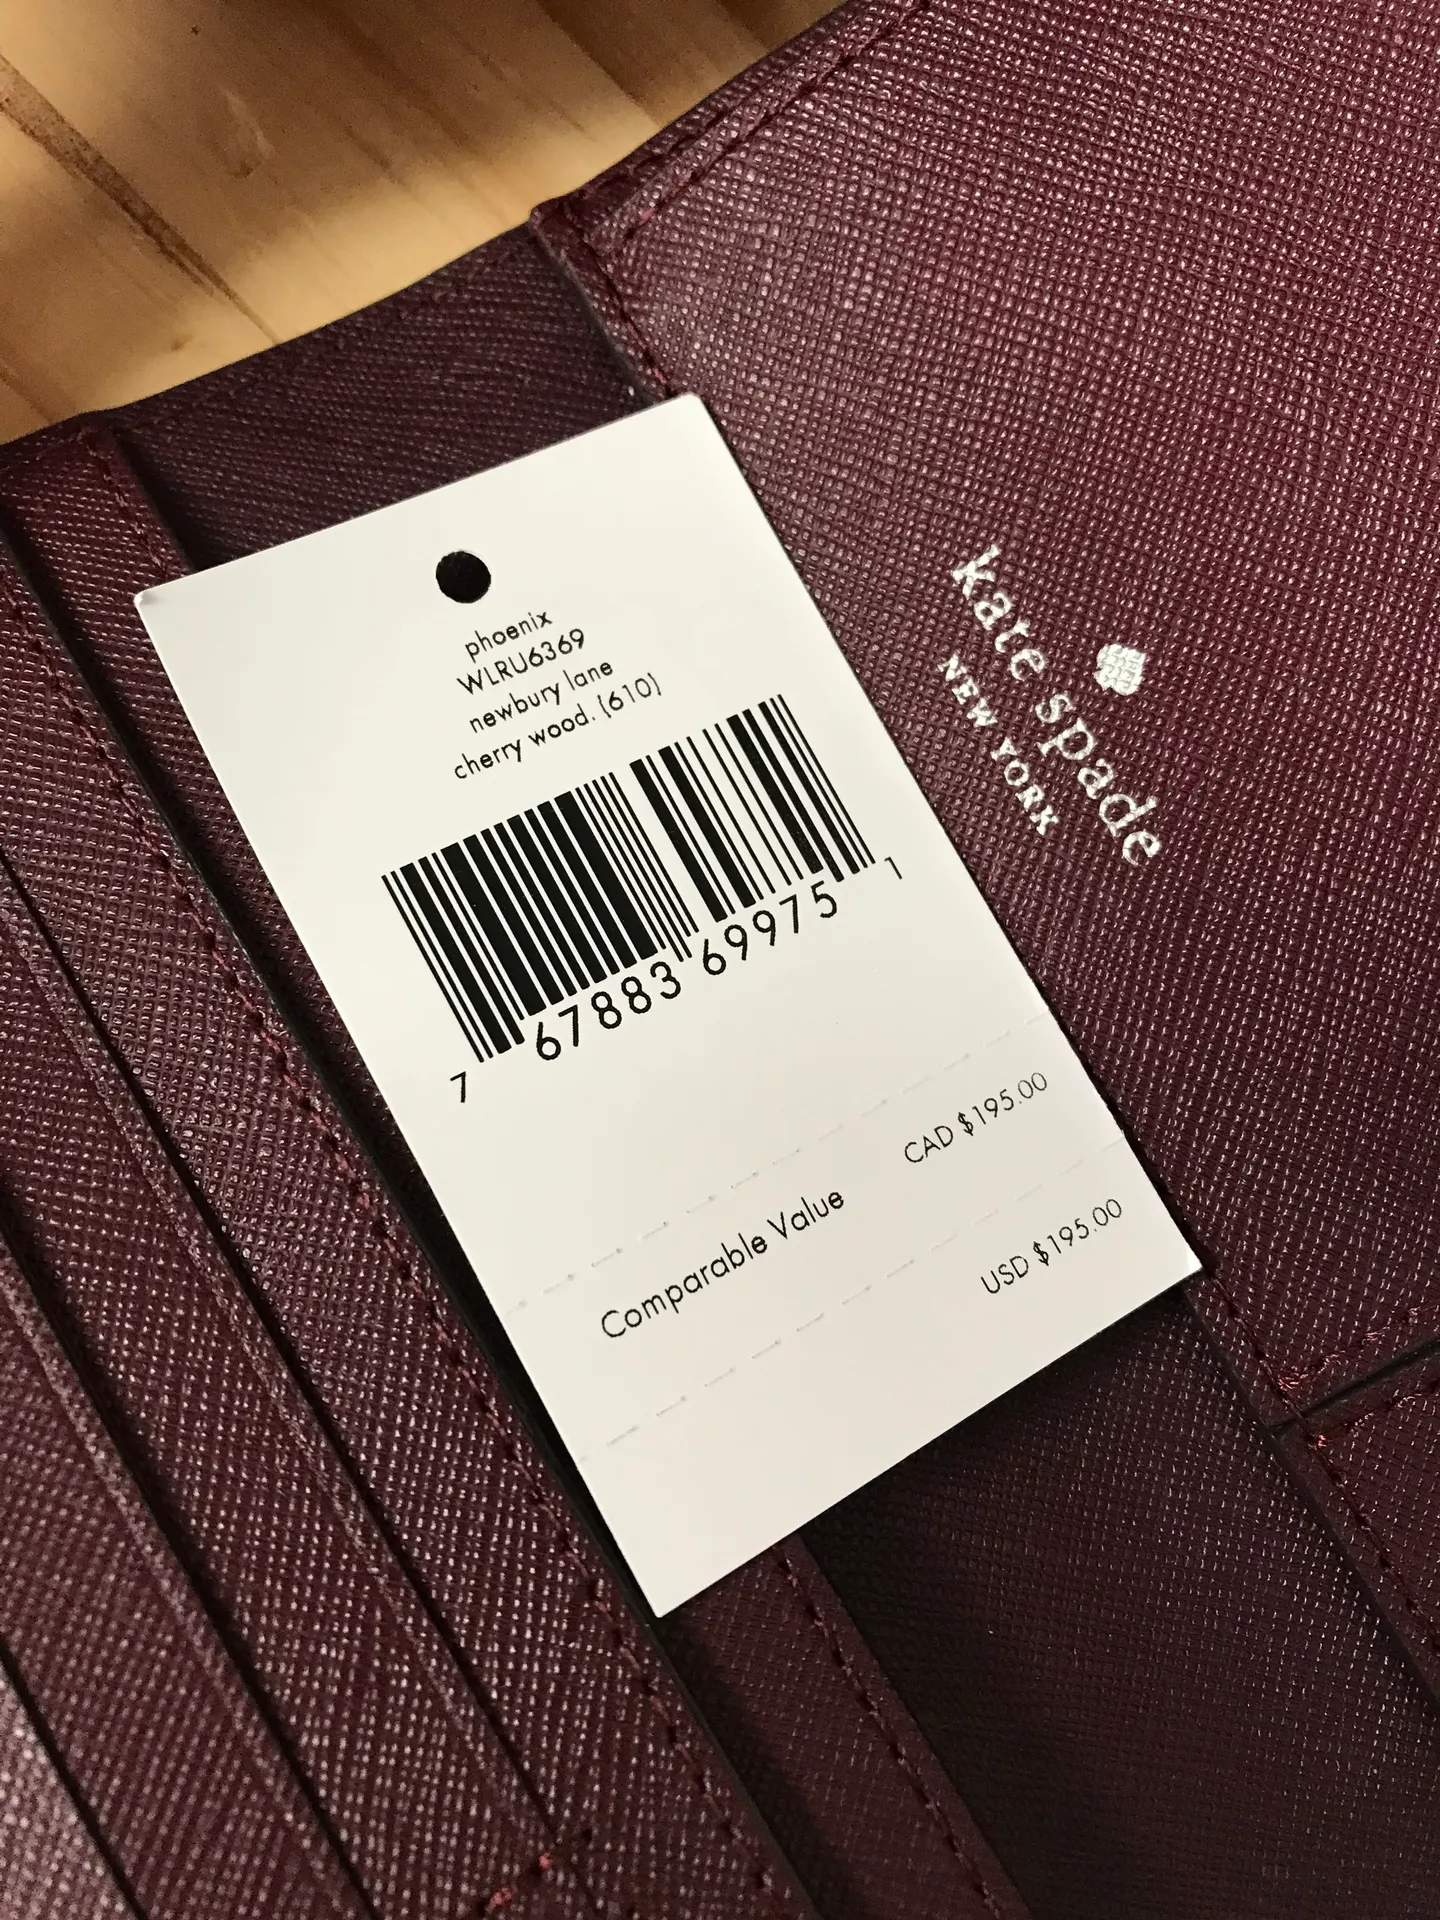 phoenix
WLRU6369
newbury lane
cherry wood. (610)
7 67883 69975 1
CAD $195.00
Comparable Value
USD $195.00
kate spade
NEW YORK